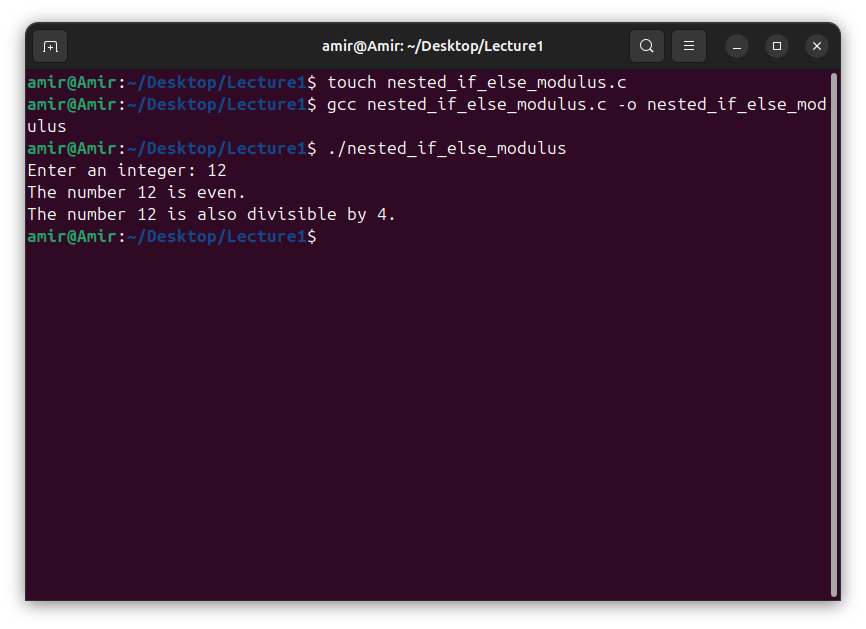 amir@Amir: ~/Desktop/Lecture1
amir@Amir:~/Desktop/Lecture1$ touch nested_if_else_modulus.c
amir@Amir:~/Desktop/Lecture1$ gcc nested_if_else_modulus.c -o nested_if_else_mod
ulus
amir@Amir:~/Desktop/Lecture1$ ./nested_if_else_modulus
Enter an integer: 12
The number 12 is even.
The number 12 is also divisible by 4.
amir@Amir:~/Desktop/Lecture1$